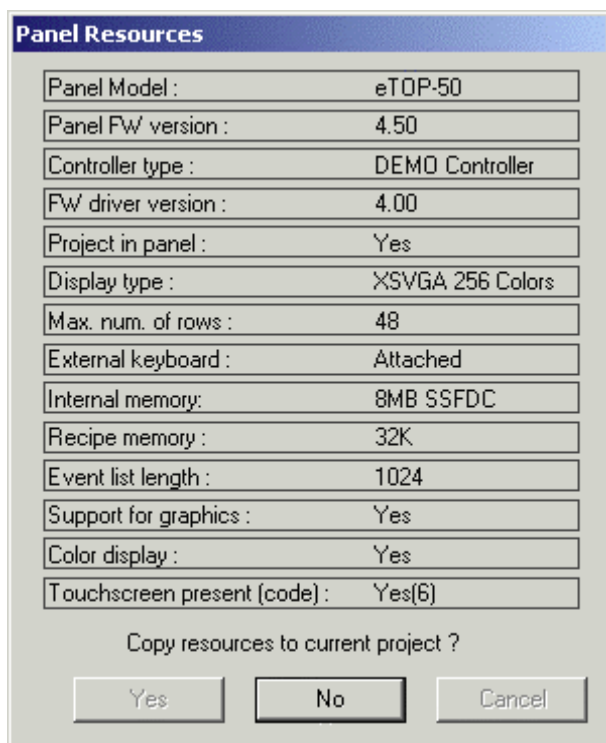 Panel Resources
Panel Model : eTOP-50
Panel FW version : 4.50
Controller type : DEMO Controller
FW driver version : 4.00
Project in panel : Yes
Display type : XSVGA 256 Colors
Max. num. of rows : 48
External keyboard : Attached
Internal memory: 8MB SSFDC
Recipe memory : 32K
Event list length : 1024
Support for graphics : Yes
Color display : Yes
Touchscreen present (code) : Yes(6)
Copy resources to current project ?
Yes No Cancel